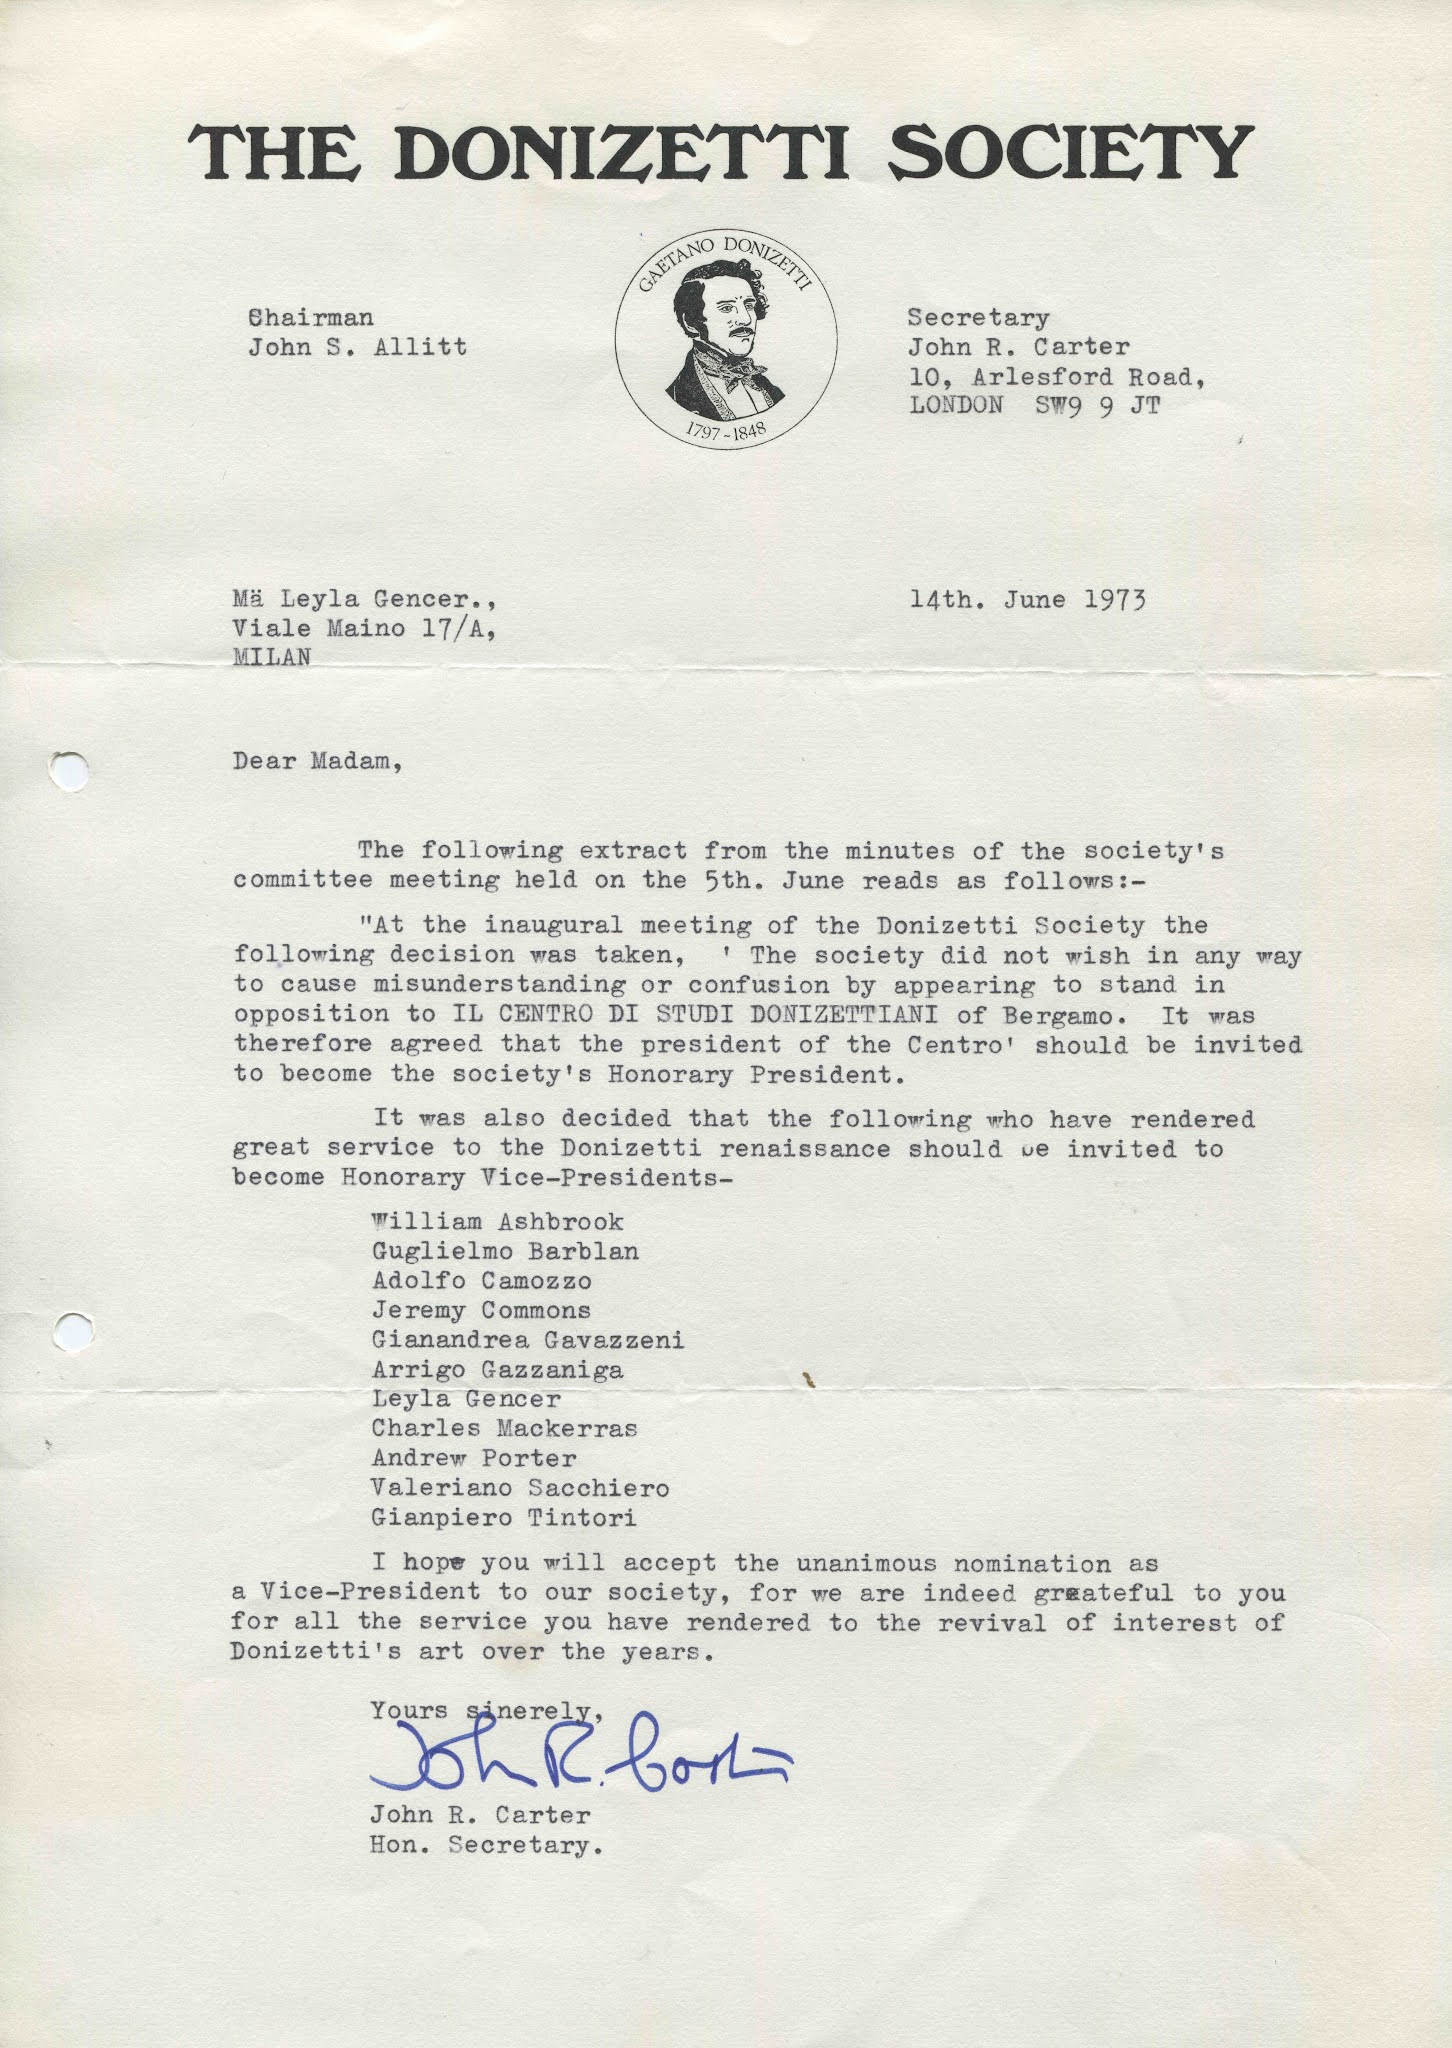 THE DONIZETTI SOCIETY
GAETANO DONIZETTI
1797-1848
Chairman
John S. Allitt
Secretary
John R. Carter
10, Arlesford Road,
LONDON SW9 9 JT
Mä Leyla Gencer.,
Viale Maino 17/A,
MILAN
14th. June 1973
Dear Madam,
The following extract from the minutes of the society's
committee meeting held on the 5th. June reads as follows:-
"At the inaugural meeting of the Donizetti Society the
following decision was taken, ' The society did not wish in any way
to cause misunderstanding or confusion by appearing to stand in
opposition to IL CENTRO DI STUDI DONIZETTIANI of Bergamo. It was
therefore agreed that the president of the Centro' should be invited
to become the society's Honorary President.
It was also decided that the following who have rendered
great service to the Donizetti renaissance should be invited to
become Honorary Vice-Presidents-
William Ashbrook
Guglielmo Barblan
Adolfo Camozzo
Jeremy Commons
Gianandrea Gavazzeni
Arrigo Gazzaniga
Leyla Gencer
Charles Mackerras
Andrew Porter
Valeriano Sacchiero
Gianpiero Tintori
I hope you will accept the unanimous nomination as
a Vice-President to our society, for we are indeed greateful to you
for all the service you have rendered to the revival of interest of
Donizetti's art over the years.
Yours sinerely,
John R. Carter
John R. Carter
Hon. Secretary.